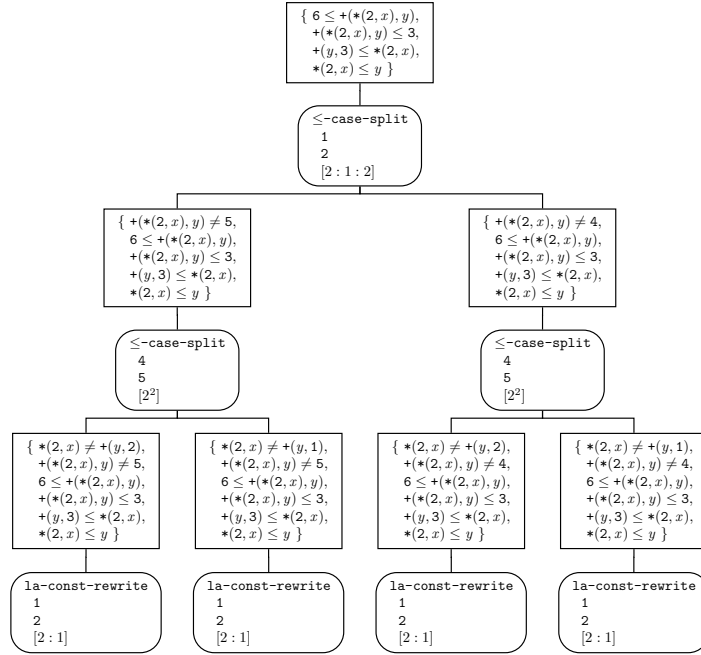 { 6 ≤ +(*(2, x), y),
+(*(2, x), y) ≤ 3,
+(y, 3) ≤ *(2, x),
*(2, x) ≤ y }
≤-case-split
1
2
[2 : 1 : 2]
{ +(*(2, x), y) ≠ 5,
6 ≤ +(*(2, x), y),
+(*(2, x), y) ≤ 3,
+(y, 3) ≤ *(2, x),
*(2, x) ≤ y }
{ +(*(2, x), y) ≠ 4,
6 ≤ +(*(2, x), y),
+(*(2, x), y) ≤ 3,
+(y, 3) ≤ *(2, x),
*(2, x) ≤ y }
≤-case-split
4
5
[2²]
≤-case-split
4
5
[2²]
{ *(2, x) ≠ +(y, 2),
+(*(2, x), y) ≠ 5,
6 ≤ +(*(2, x), y),
+(*(2, x), y) ≤ 3,
+(y, 3) ≤ *(2, x),
*(2, x) ≤ y }
{ *(2, x) ≠ +(y, 1),
+(*(2, x), y) ≠ 5,
6 ≤ +(*(2, x), y),
+(*(2, x), y) ≤ 3,
+(y, 3) ≤ *(2, x),
*(2, x) ≤ y }
{ *(2, x) ≠ +(y, 2),
+(*(2, x), y) ≠ 4,
6 ≤ +(*(2, x), y),
+(*(2, x), y) ≤ 3,
+(y, 3) ≤ *(2, x),
*(2, x) ≤ y }
{ *(2, x) ≠ +(y, 1),
+(*(2, x), y) ≠ 4,
6 ≤ +(*(2, x), y),
+(*(2, x), y) ≤ 3,
+(y, 3) ≤ *(2, x),
*(2, x) ≤ y }
la-const-rewrite
1
2
[2 : 1]
la-const-rewrite
1
2
[2 : 1]
la-const-rewrite
1
2
[2 : 1]
la-const-rewrite
1
2
[2 : 1]